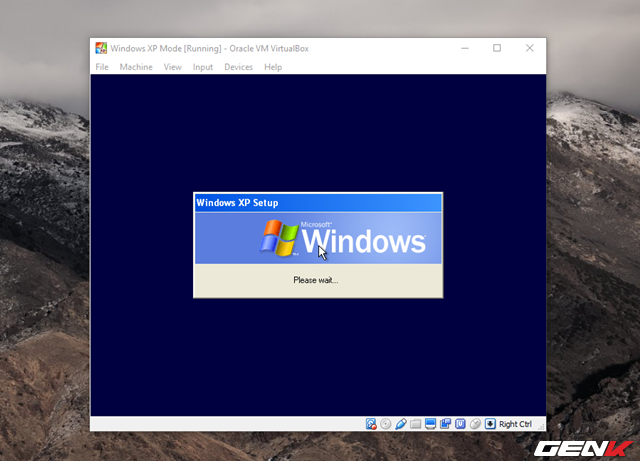 Windows XP Mode [Running] - Oracle VM VirtualBox
File Machine View Input Devices Help
Windows XP Setup
Microsoft®
Windows
Please wait...
Right Ctrl
GENK